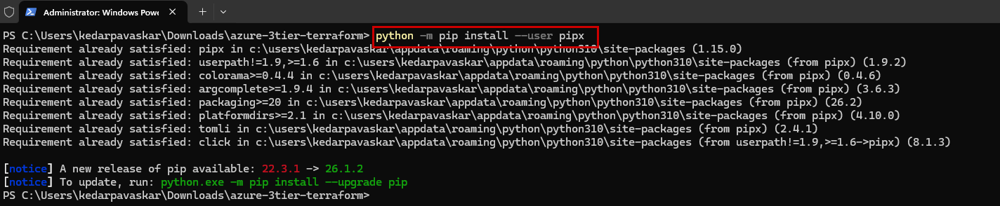 Administrator: Windows Powe
PS C:\Users\kedarpavaskar\Downloads\azure-3tier-terraform> python -m pip install --user pipx
Requirement already satisfied: pipx in c:\users\kedarpavaskar\appdata\roaming\python\python310\site-packages (1.15.0)
Requirement already satisfied: userpath!=1.9,>=1.6 in c:\users\kedarpavaskar\appdata\roaming\python\python310\site-packages (from pipx) (1.9.2)
Requirement already satisfied: colorama>=0.4.4 in c:\users\kedarpavaskar\appdata\roaming\python\python310\site-packages (from pipx) (0.4.6)
Requirement already satisfied: argcomplete>=1.9.4 in c:\users\kedarpavaskar\appdata\roaming\python\python310\site-packages (from pipx) (3.6.3)
Requirement already satisfied: packaging>=20 in c:\users\kedarpavaskar\appdata\roaming\python\python310\site-packages (from pipx) (26.2)
Requirement already satisfied: platformdirs>=2.1 in c:\users\kedarpavaskar\appdata\roaming\python\python310\site-packages (from pipx) (4.10.0)
Requirement already satisfied: tomli in c:\users\kedarpavaskar\appdata\roaming\python\python310\site-packages (from pipx) (2.4.1)
Requirement already satisfied: click in c:\users\kedarpavaskar\appdata\roaming\python\python310\site-packages (from userpath!=1.9,>=1.6->pipx) (8.1.3)
[notice] A new release of pip available: 22.3.1 -> 26.1.2
[notice] To update, run: python.exe -m pip install --upgrade pip
PS C:\Users\kedarpavaskar\Downloads\azure-3tier-terraform>